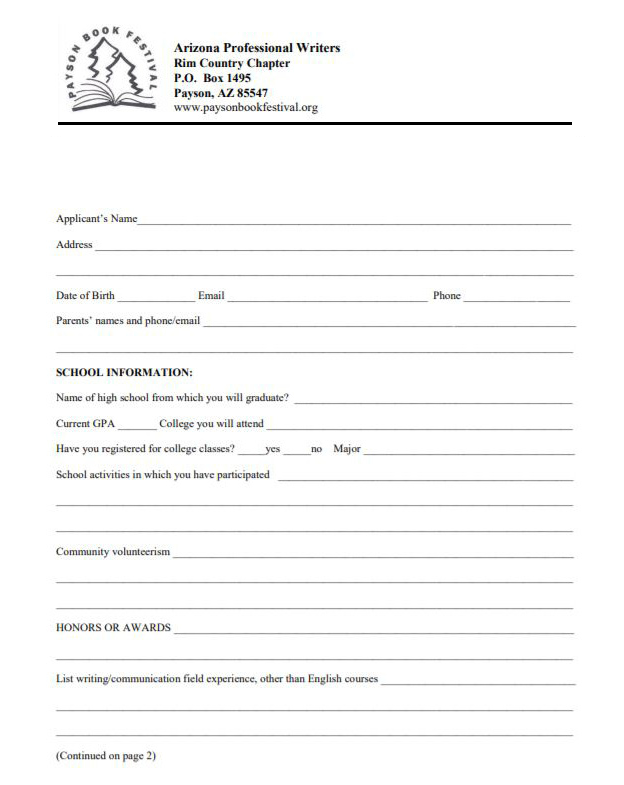 PAYSON BOOK FESTIVAL
Arizona Professional Writers
Rim Country Chapter
P.O. Box 1495
Payson, AZ 85547
www.paysonbookfestival.org
Applicant's Name
Address
Date of Birth Email Phone
Parents' names and phone/email
SCHOOL INFORMATION:
Name of high school from which you will graduate?
Current GPA College you will attend
Have you registered for college classes? yes no Major
School activities in which you have participated
Community volunteerism
HONORS OR AWARDS
List writing/communication field experience, other than English courses
(Continued on page 2)